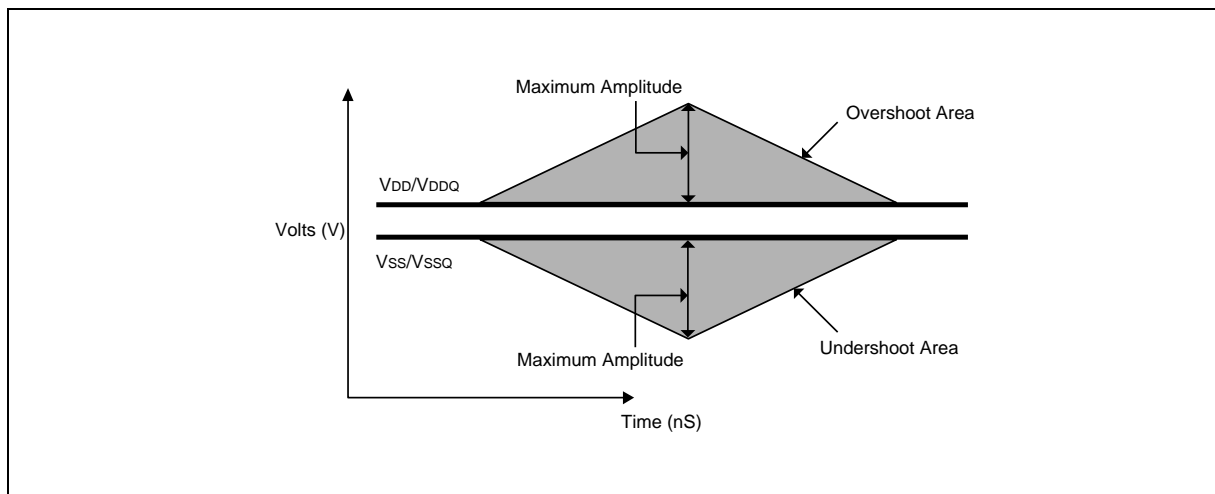 Maximum Amplitude
Overshoot Area
VDD/VDDQ
Volts (V)
VSS/VSSQ
Maximum Amplitude
Undershoot Area
Time (nS)